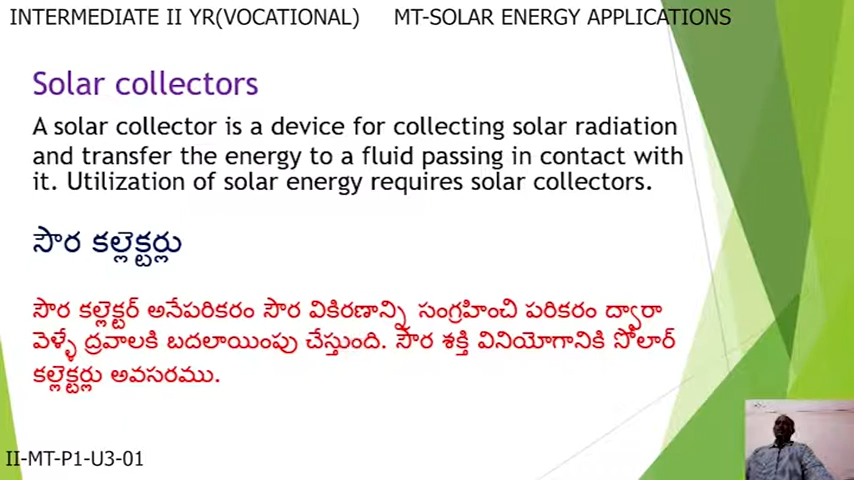 INTERMEDIATE II YR(VOCATIONAL) MT-SOLAR ENERGY APPLICATIONS
Solar collectors
A solar collector is a device for collecting solar radiation
and transfer the energy to a fluid passing in contact with
it. Utilization of solar energy requires solar collectors.
సౌర కల్లెక్టర్లు
సౌర కల్లెక్టర్ అనేపరికరం సౌర వికిరణాన్ని సంగ్రహించి పరికరం ద్వారా
వెళ్ళే ద్రవాలకి బదలాయింపు చేస్తుంది. సౌర శక్తి వినియోగానికి సోలార్
కల్లెక్టర్లు అవసరము.
II-MT-P1-U3-01